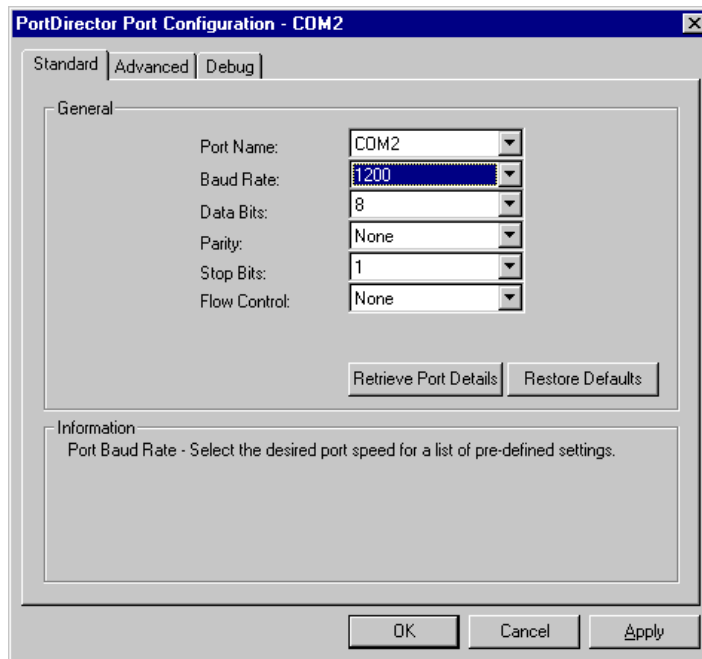 PortDirector Port Configuration - COM2
Standard Advanced Debug
General
Port Name: COM2
Baud Rate: 1200
Data Bits: 8
Parity: None
Stop Bits: 1
Flow Control: None
Retrieve Port Details Restore Defaults
Information
Port Baud Rate - Select the desired port speed for a list of pre-defined settings.
OK Cancel Apply